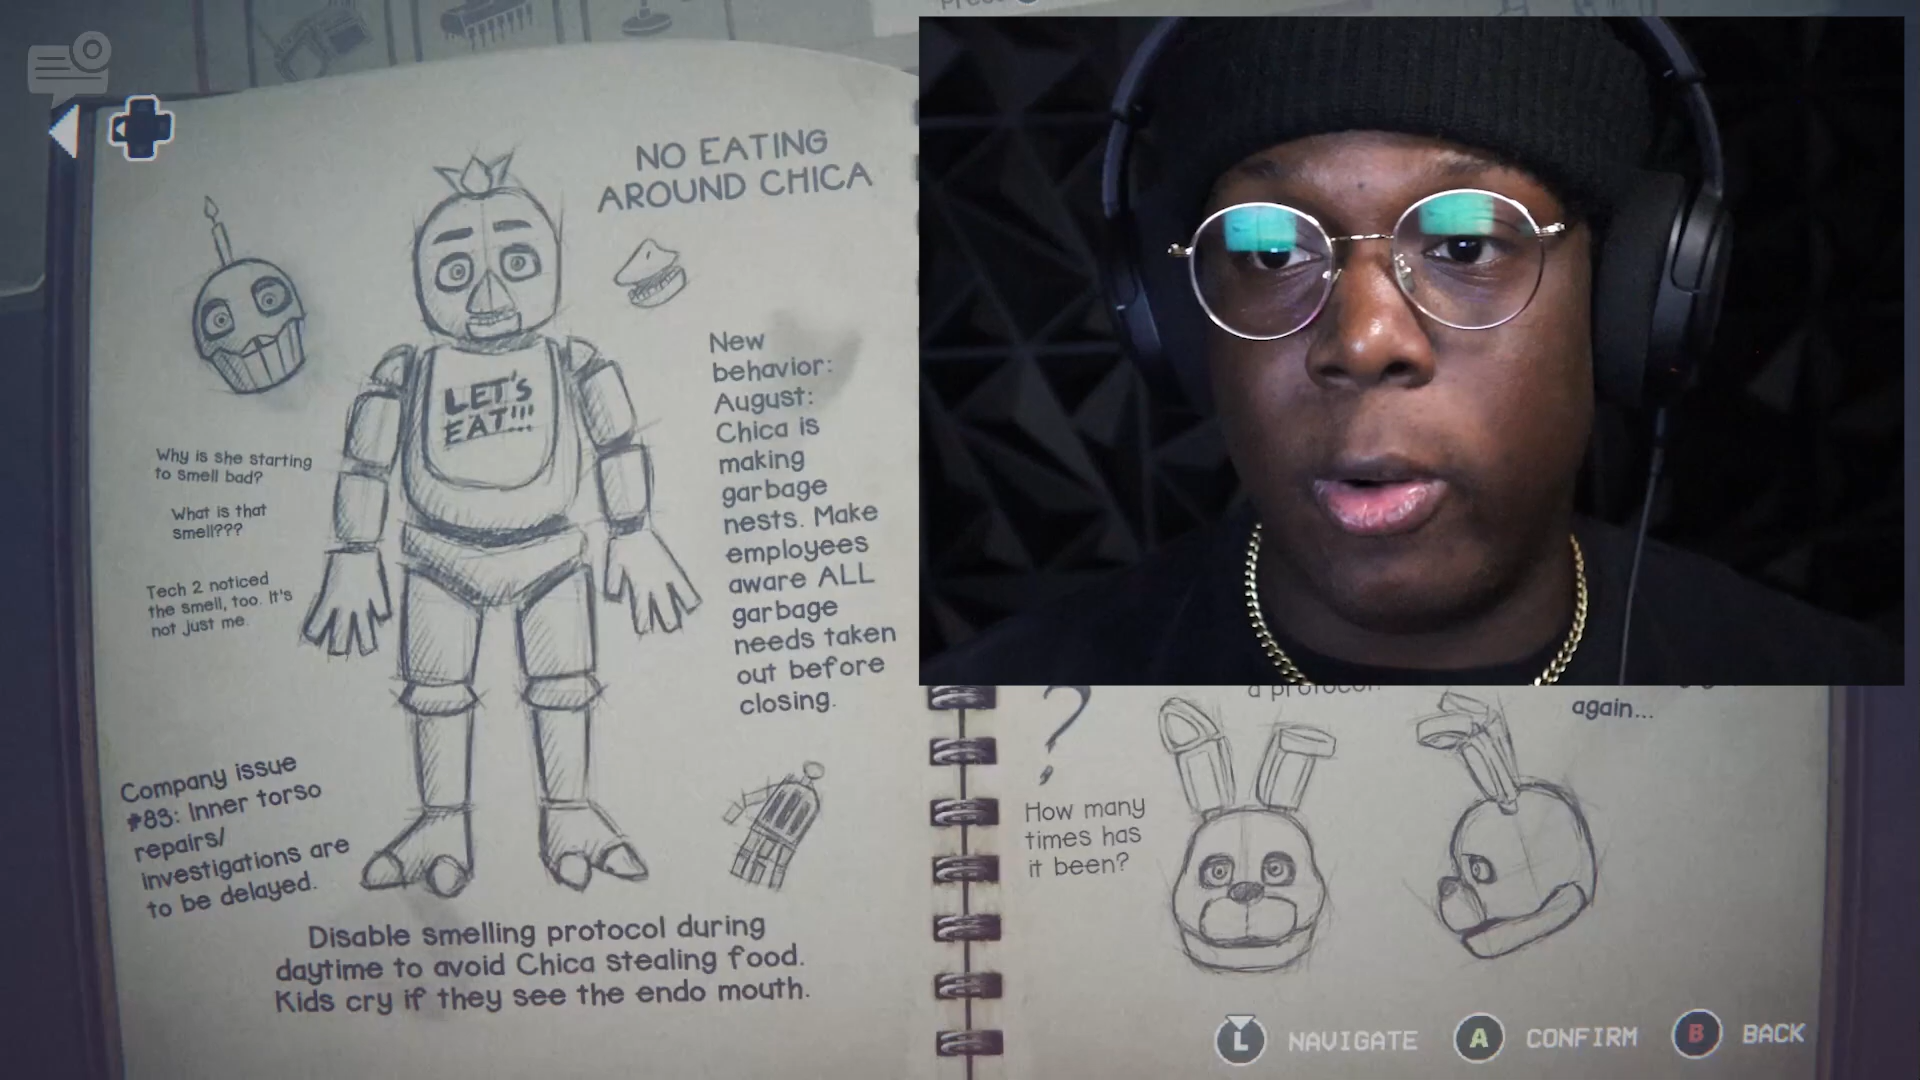 NO EATING
AROUND CHICA
LET'S
EAT!!!
New
behavior:
August:
Chica is
making
garbage
nests. Make
employees
aware ALL
garbage
needs taken
out before
closing.
Why is she starting
to smell bad?
What is that
smell???
Tech 2 noticed
the smell, too. It's
not just me.
Company issue
#83: Inner torso
repairs/
investigations are
to be delayed.
Disable smelling protocol during
daytime to avoid Chica stealing food.
Kids cry if they see the endo mouth.
a protocol
again...
?
How many
times has
it been?
L NAVIGATE A CONFIRM B BACK